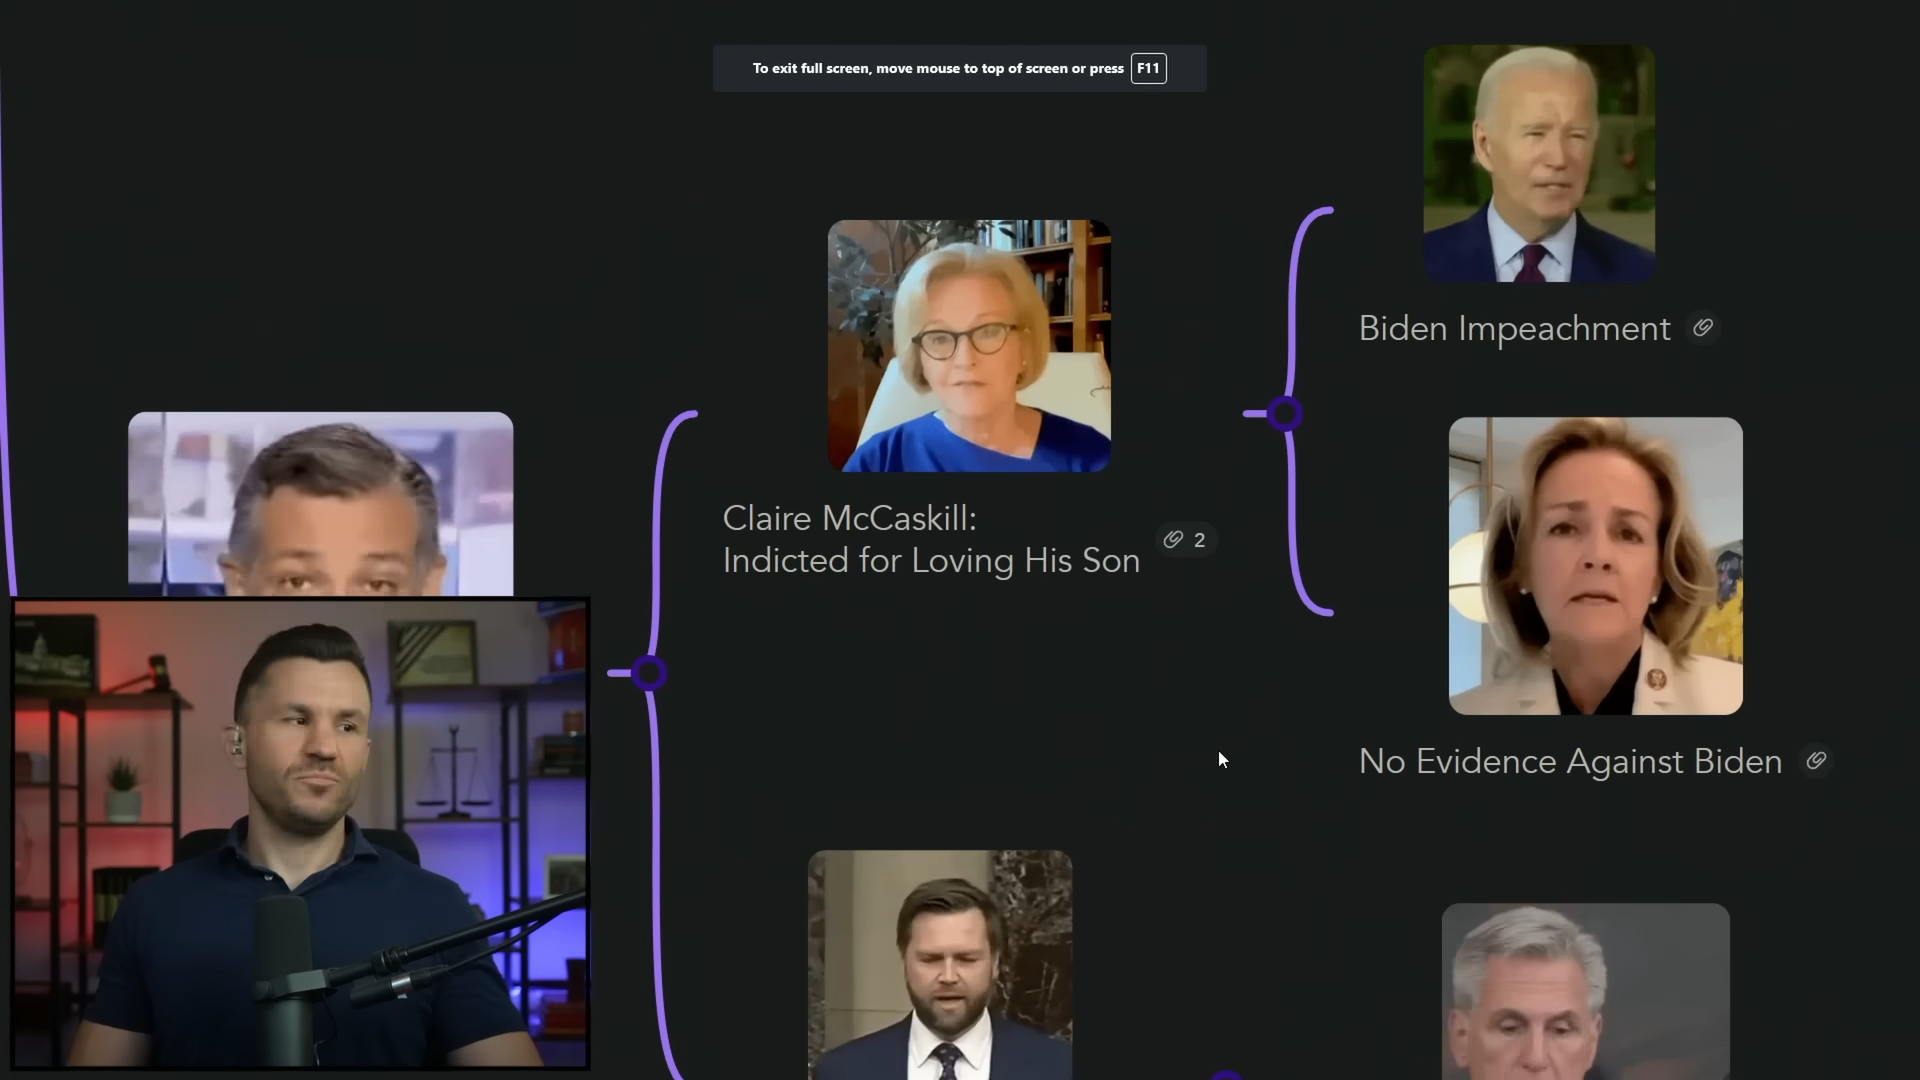 To exit full screen, move mouse to top of screen or press F11
Biden Impeachment
Claire McCaskill:
Indicted for Loving His Son
2
No Evidence Against Biden